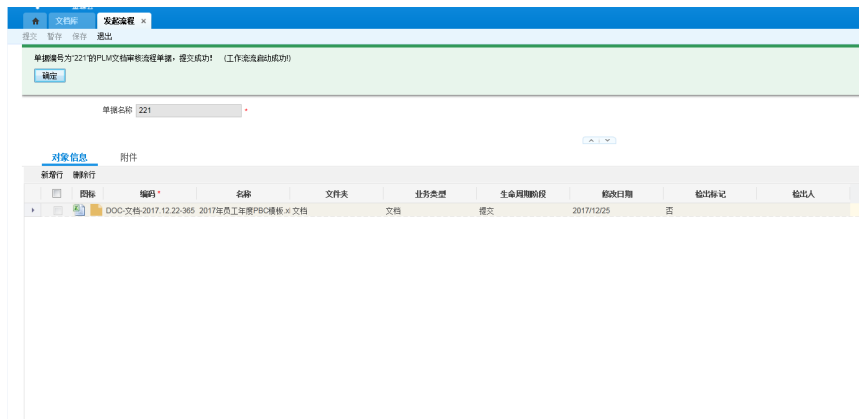 文档库 发起流程 ×
提交 暂存 保存 退出
单据编号为"221"的PLM文档审核流程单据,提交成功! (工作流流启动成功!)
确定
单据名称 221 *
对象信息 附件
新增行 删除行
图标 编码* 名称 文件夹 业务类型 生命周期阶段 修改日期 检出标记 检出人
DOC-文档-2017.12.22-365 2017年员工年度PBC模板.x 文档 文档 提交 2017/12/25 否